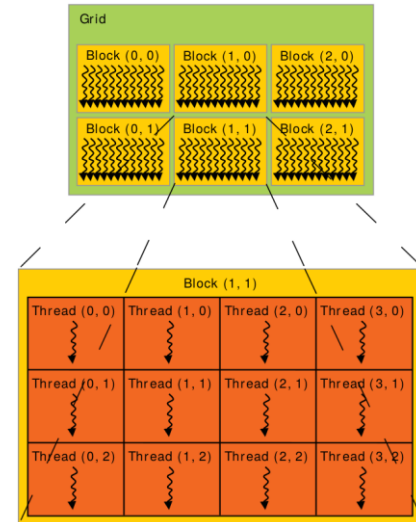 Grid
Block (0, 0) Block (1, 0) Block (2, 0)
Block (0, 1) Block (1, 1) Block (2, 1)
Block (1, 1)
Thread (0, 0) Thread (1, 0) Thread (2, 0) Thread (3, 0)
Thread (0, 1) Thread (1, 1) Thread (2, 1) Thread (3, 1)
Thread (0, 2) Thread (1, 2) Thread (2, 2) Thread (3, 2)